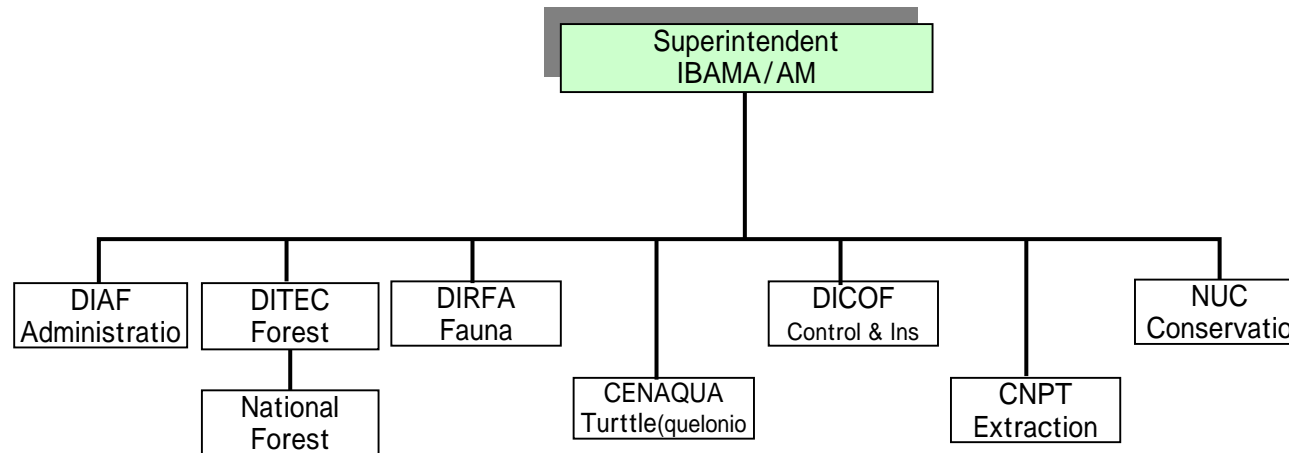 Superintendent
IBAMA/AM
DIAF
Administratio
DITEC
Forest
DIRFA
Fauna
DICOF
Control & Ins
NUC
Conservatio
National
Forest
CENAQUA
Turttle(quelonio
CNPT
Extraction